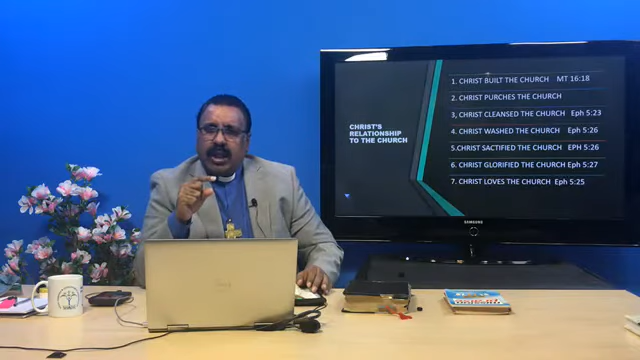 CHRIST'S
RELATIONSHIP
TO THE CHURCH
1. CHRIST BUILT THE CHURCH MT 16:18
2. CHRIST PURCHES THE CHURCH
3, CHRIST CLEANSED THE CHURCH Eph 5:23
4. CHRIST WASHED THE CHURCH Eph 5:26
5.CHRIST SACTIFIED THE CHURCH Eph 5:26
6. CHRIST GLORIFIED THE CHURCH Eph 5:27
7. CHRIST LOVES THE CHURCH Eph 5:25
SAMSUNG
DELL